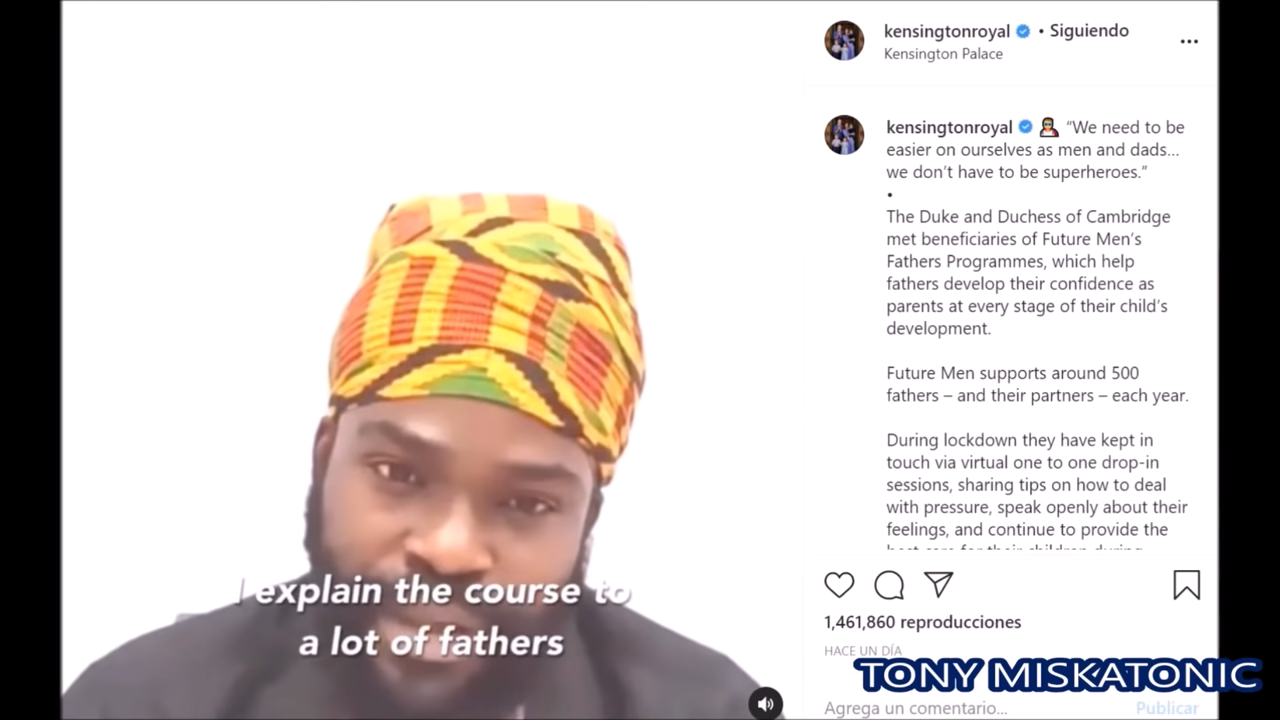 kensingtonroyal • Siguiendo
Kensington Palace
kensingtonroyal “We need to be
easier on ourselves as men and dads...
we don’t have to be superheroes.”
•
The Duke and Duchess of Cambridge
met beneficiaries of Future Men’s
Fathers Programmes, which help
fathers develop their confidence as
parents at every stage of their child’s
development.
Future Men supports around 500
fathers – and their partners – each year.
During lockdown they have kept in
touch via virtual one to one drop-in
sessions, sharing tips on how to deal
with pressure, speak openly about their
feelings, and continue to provide the
best care for their children during
I explain the course to
a lot of fathers
1,461,860 reproducciones
HACE UN DÍA
TONY MISKATONIC
Agrega un comentario...
Publicar